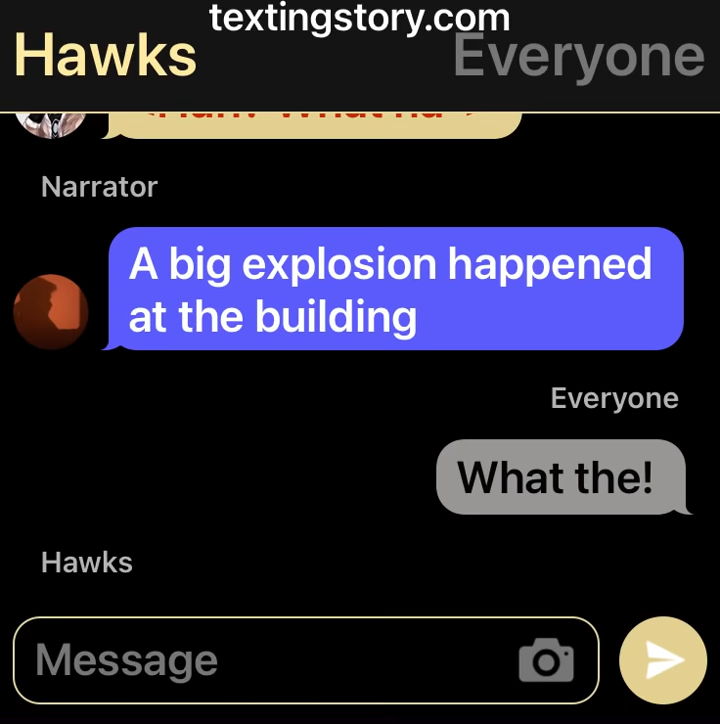 textingstory.com
Hawks
Everyone
Narrator
A big explosion happened
at the building
Everyone
What the!
Hawks
Message